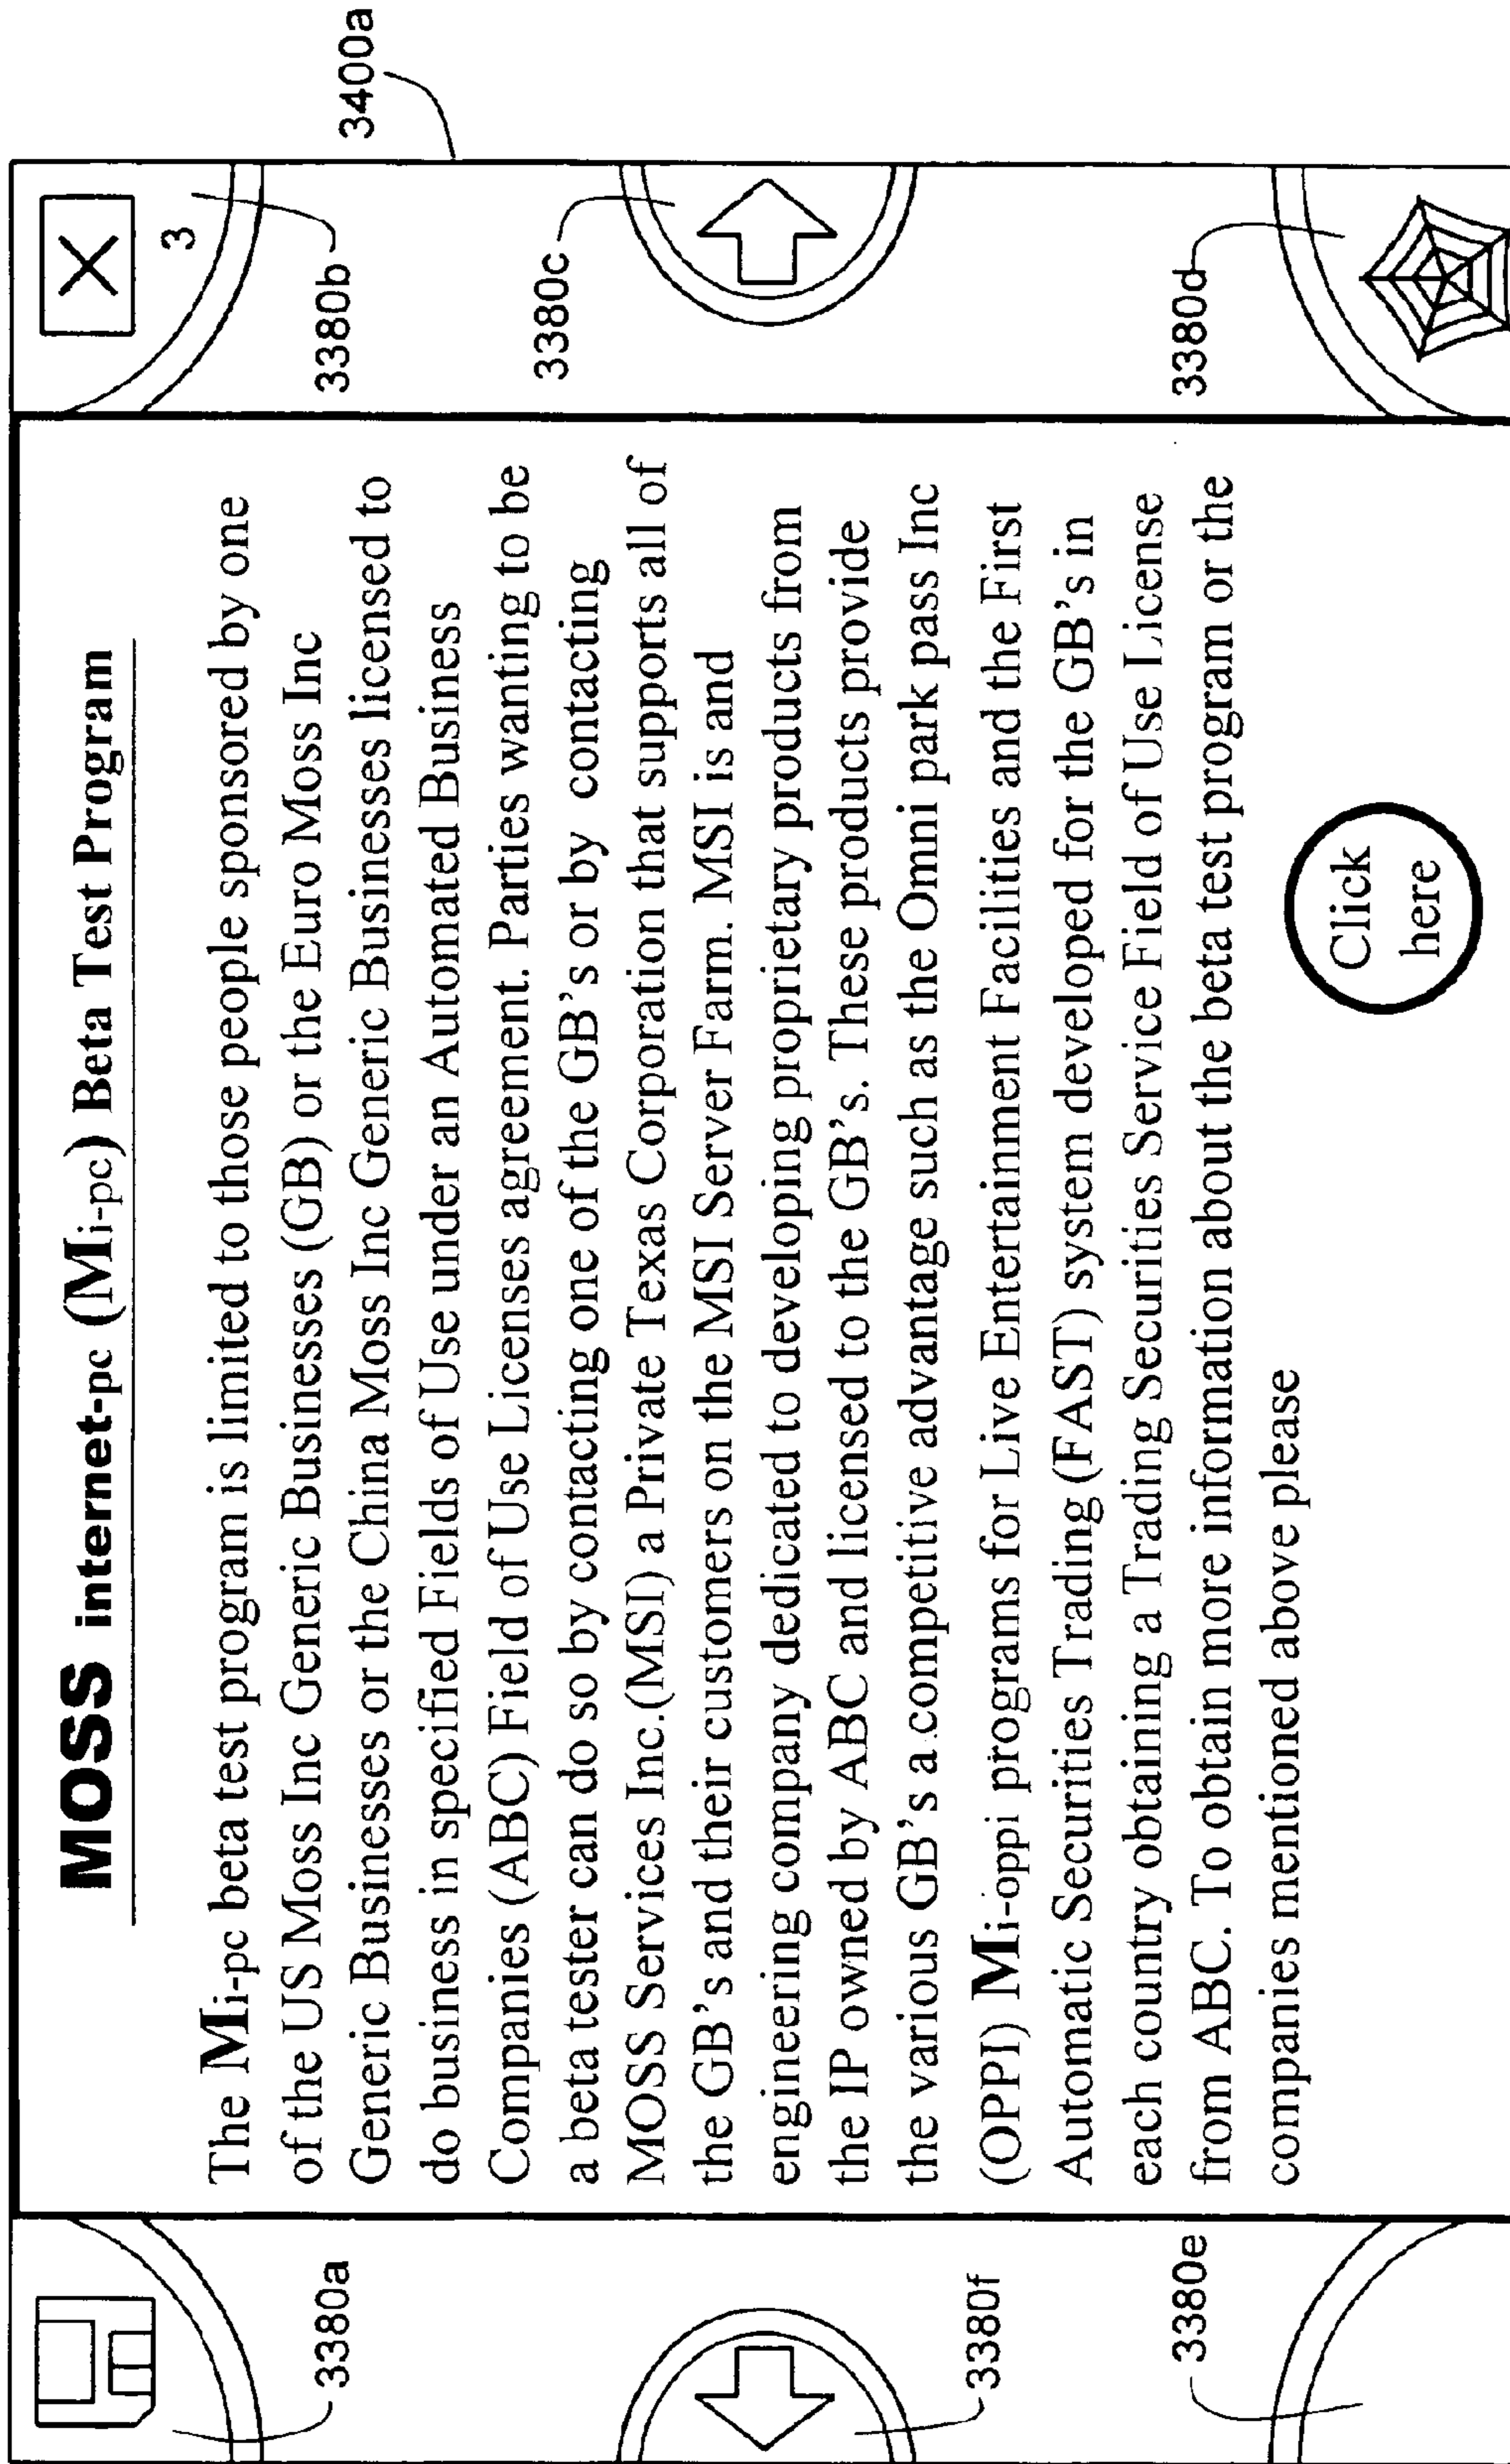 MOSS internet-pc (Mi-pc) Beta Test Program
The Mi-pc beta test program is limited to those people sponsored by one
of the US Moss Inc Generic Businesses (GB) or the Euro Moss Inc
Generic Businesses or the China Moss Inc Generic Businesses licensed to
do business in specified Fields of Use under an Automated Business
Companies (ABC) Field of Use Licenses agreement. Parties wanting to be
a beta tester can do so by contacting one of the GB's or by contacting
MOSS Services Inc.(MSI) a Private Texas Corporation that supports all of
the GB's and their customers on the MSI Server Farm. MSI is and
engineering company dedicated to developing proprietary products from
the IP owned by ABC and licensed to the GB's. These products provide
the various GB's a competitive advantage such as the Omni park pass Inc
(OPPI) Mi-oppi programs for Live Entertainment Facilities and the First
Automatic Securities Trading (FAST) system developed for the GB's in
each country obtaining a Trading Securities Service Field of Use License
from ABC. To obtain more information about the beta test program or the
companies mentioned above please
Click
here
X
3
3380a
3380b
3400a
3380c
3380f
3380d
3380e